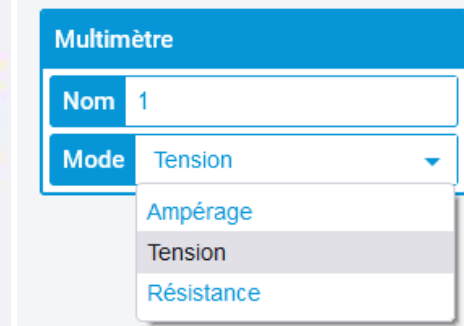 Multimètre
Nom 1
Mode Tension
Ampérage
Tension
Résistance